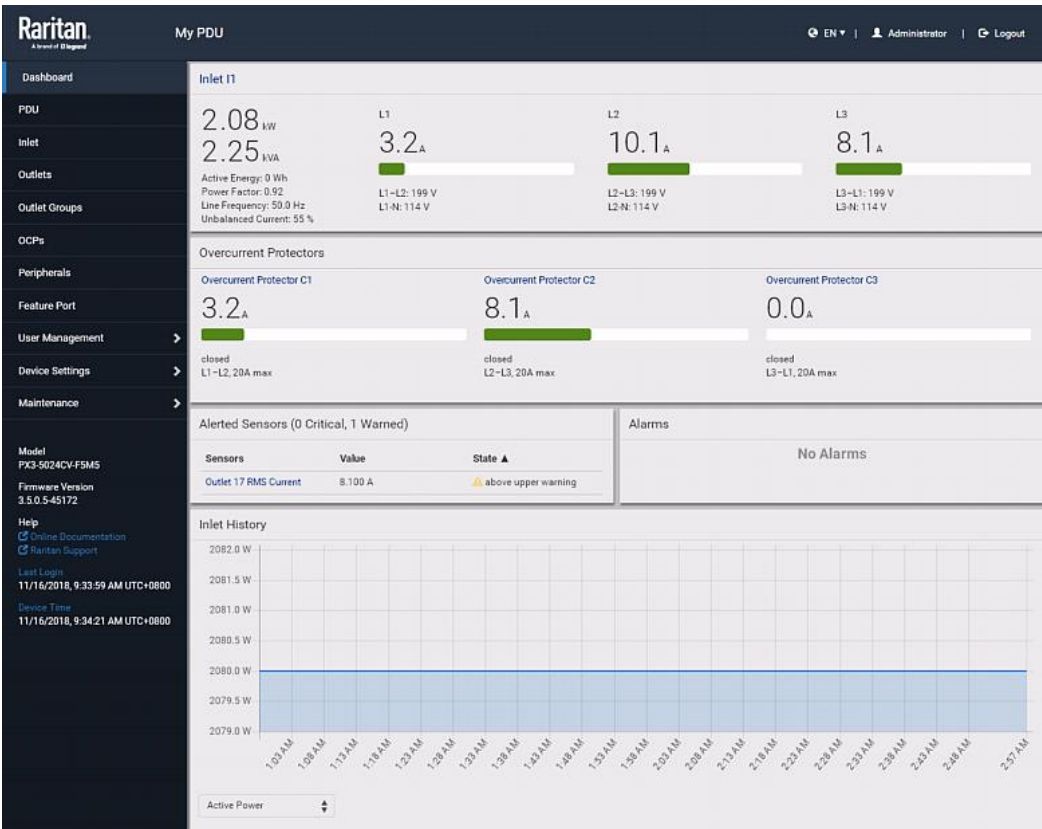 Raritan.
A brand of legrand
My PDU
EN
Administrator
Logout
Dashboard
PDU
Inlet
Outlets
Outlet Groups
OCPs
Peripherals
Feature Port
User Management
Device Settings
Maintenance
Model
PX3-5024CV-F5M5
Firmware Version
3.5.0.5-45172
Help
Online Documentation
Raritan Support
Last Login
11/16/2018, 9:33:59 AM UTC+0800
Device Time
11/16/2018, 9:34:21 AM UTC+0800
Inlet I1
2.08 kW
2.25 kVA
Active Energy: 0 Wh
Power Factor: 0.92
Line Frequency: 50.0 Hz
Unbalanced Current: 55 %
L1
3.2 A
L1-L2: 199 V
L1-N: 114 V
L2
10.1 A
L2-L3: 199 V
L2-N: 114 V
L3
8.1 A
L3-L1: 199 V
L3-N: 114 V
Overcurrent Protectors
Overcurrent Protector C1
3.2 A
closed
L1-L2, 20A max
Overcurrent Protector C2
8.1 A
closed
L2-L3, 20A max
Overcurrent Protector C3
0.0 A
closed
L3-L1, 20A max
Alerted Sensors (0 Critical, 1 Warned)
Sensors Value State ▲
Outlet 17 RMS Current 8.100 A above upper warning
Alarms
No Alarms
Inlet History
2082.0 W
2081.5 W
2081.0 W
2080.5 W
2080.0 W
2079.5 W
2079.0 W
1:03 AM
1:08 AM
1:13 AM
1:18 AM
1:23 AM
1:28 AM
1:33 AM
1:38 AM
1:43 AM
1:48 AM
1:53 AM
1:58 AM
2:03 AM
2:08 AM
2:13 AM
2:18 AM
2:23 AM
2:28 AM
2:33 AM
2:38 AM
2:43 AM
2:48 AM
2:57 AM
Active Power